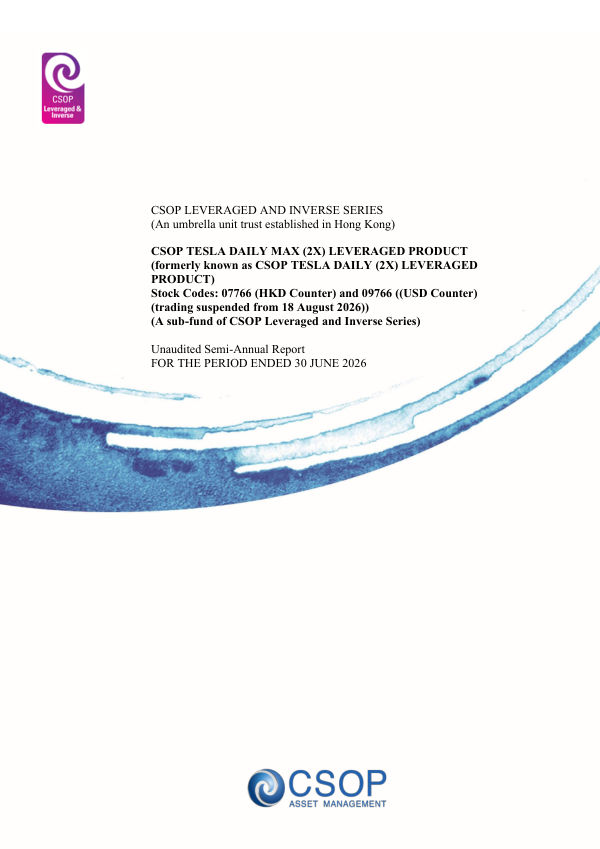 CSOP
Leveraged &
Inverse
CSOP LEVERAGED AND INVERSE SERIES
(An umbrella unit trust established in Hong Kong)
CSOP TESLA DAILY MAX (2X) LEVERAGED PRODUCT
(formerly known as CSOP TESLA DAILY (2X) LEVERAGED
PRODUCT)
Stock Codes: 07766 (HKD Counter) and 09766 ((USD Counter)
(trading suspended from 18 August 2026))
(A sub-fund of CSOP Leveraged and Inverse Series)
Unaudited Semi-Annual Report
FOR THE PERIOD ENDED 30 JUNE 2026
CSOP
ASSET MANAGEMENT